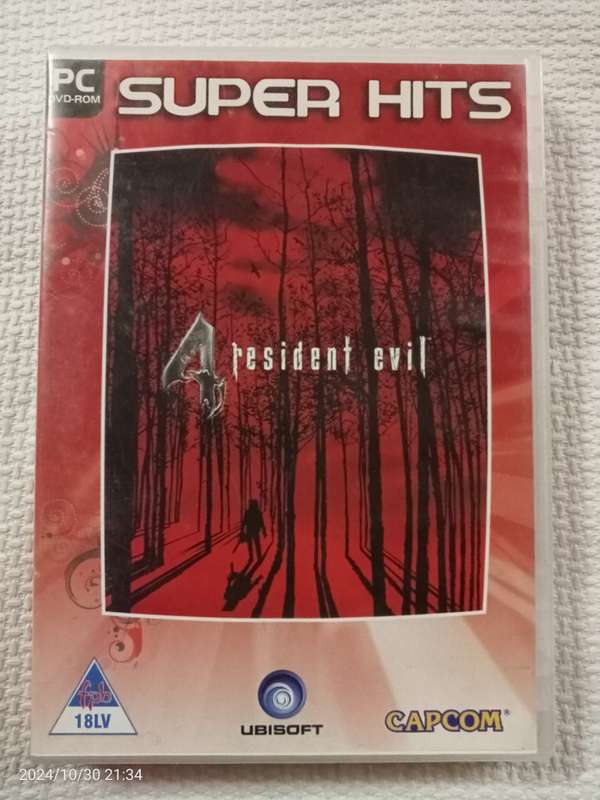 PC
DVD-ROM
SUPER HITS
4 resident evil
fpb
18LV
UBISOFT
CAPCOM®
2024/10/30 21:34